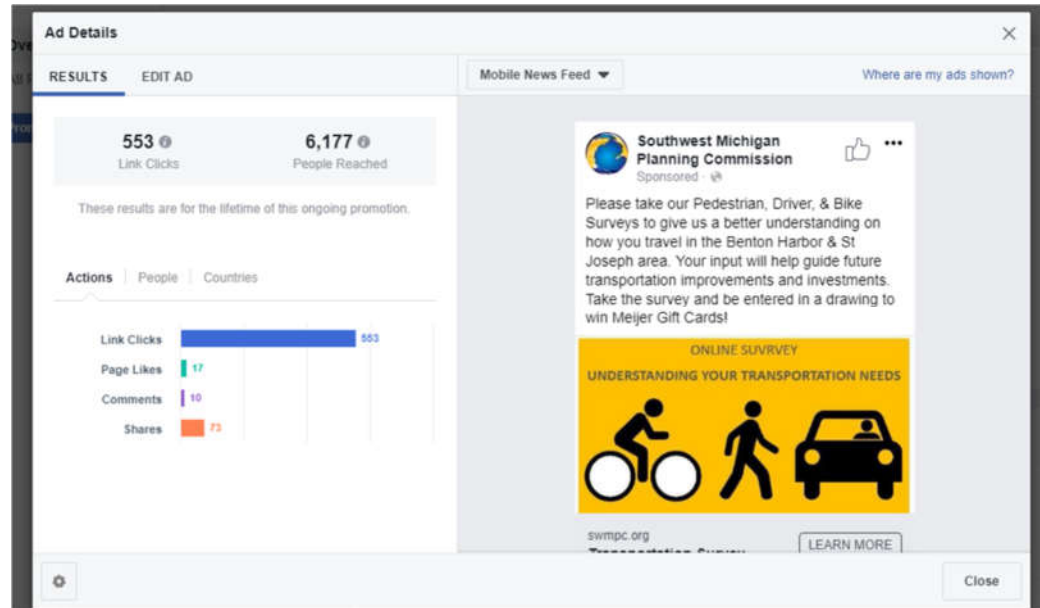 Ad Details
RESULTS EDIT AD
553
Link Clicks
6,177
People Reached
These results are for the lifetime of this ongoing promotion.
Actions People Countries
Link Clicks 553
Page Likes 17
Comments 10
Shares 73
Mobile News Feed
Where are my ads shown?
Southwest Michigan
Planning Commission
Sponsored ·
Please take our Pedestrian, Driver, & Bike
Surveys to give us a better understanding on
how you travel in the Benton Harbor & St
Joseph area. Your input will help guide future
transportation improvements and investments.
Take the survey and be entered in a drawing to
win Meijer Gift Cards!
ONLINE SUVRVEY
UNDERSTANDING YOUR TRANSPORTATION NEEDS
swmpc.org
Transportation Survey
LEARN MORE
Close